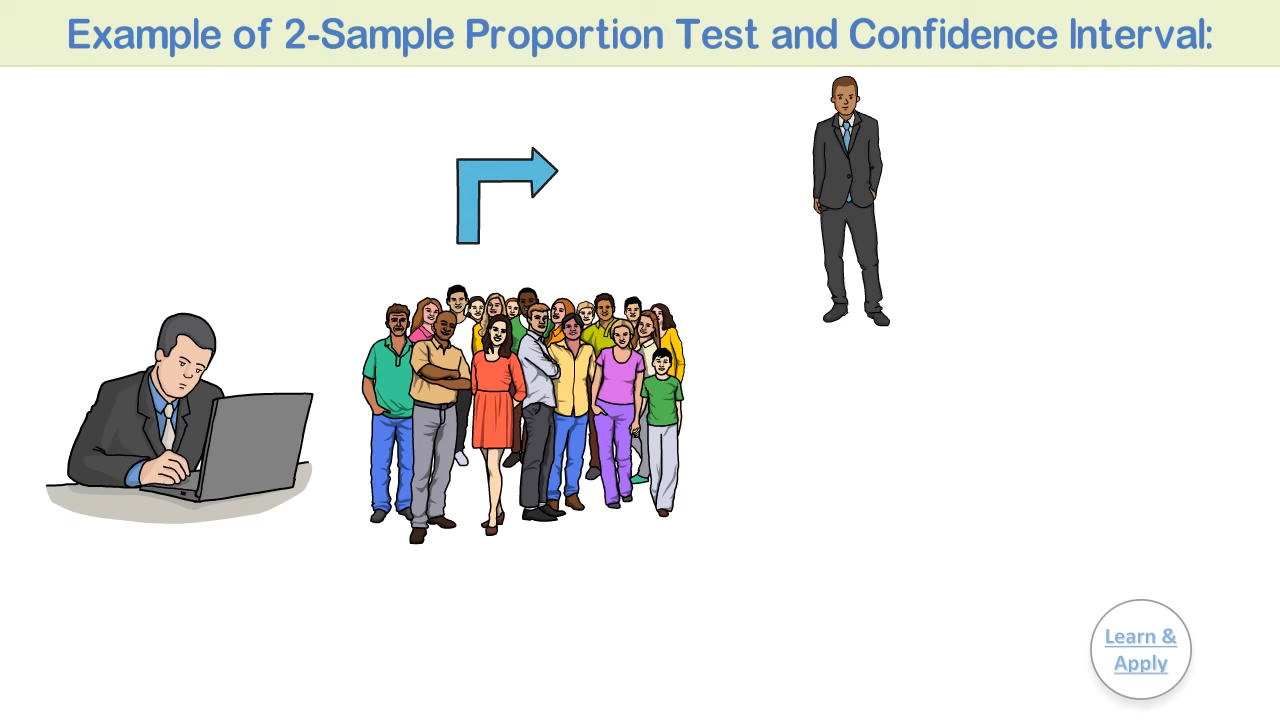 Example of 2-Sample Proportion Test and Confidence Interval:
Learn &
Apply